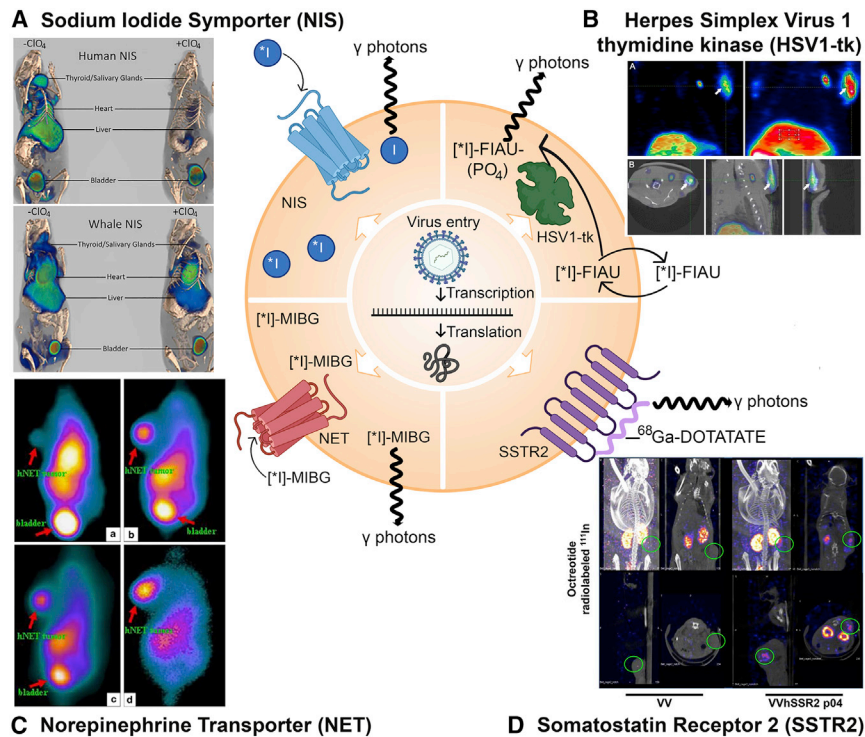 A Sodium Iodide Symporter (NIS)
-ClO4 +ClO4
Human NIS
Thyroid/Salivary Glands
Heart
Liver
Bladder
-ClO4 +ClO4
Whale NIS
Thyroid/Salivary Glands
Heart
Liver
Bladder
B Herpes Simplex Virus 1
thymidine kinase (HSV1-tk)
A
B
*I
γ photons
I
NIS
*I
*I
γ photons
[*I]-FIAU-
(PO4)
HSV1-tk
[*I]-FIAU
[*I]-FIAU
Virus entry
Transcription
Translation
[*I]-MIBG
[*I]-MIBG
NET
[*I]-MIBG
[*I]-MIBG
γ photons
SSTR2
γ photons
68Ga-DOTATATE
hNET tumor
bladder
a
hNET tumor
bladder
b
hNET tumor
bladder
c
hNET tumor
d
Octreotide
radiolabeled 111In
VV
VVhSSR2 p04
C Norepinephrine Transporter (NET)
D Somatostatin Receptor 2 (SSTR2)